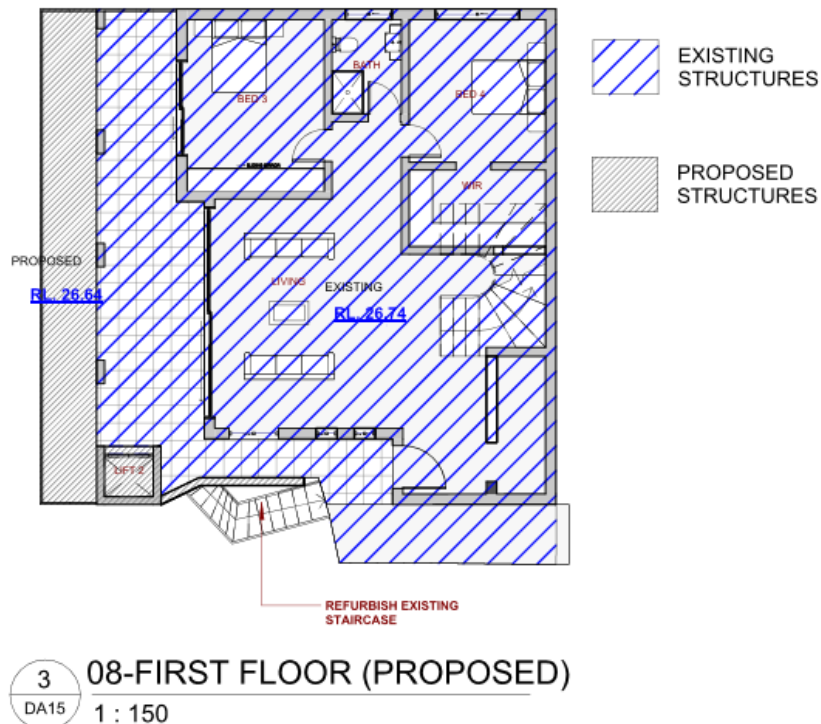 BATH
BED 3
BED 4
EXISTING
STRUCTURES
PROPOSED
STRUCTURES
WIR
PROPOSED
RL. 26.64
LIVING
EXISTING
RL. 26.74
LIFT 2
REFURBISH EXISTING
STAIRCASE
3
DA15
08-FIRST FLOOR (PROPOSED)
1 : 150